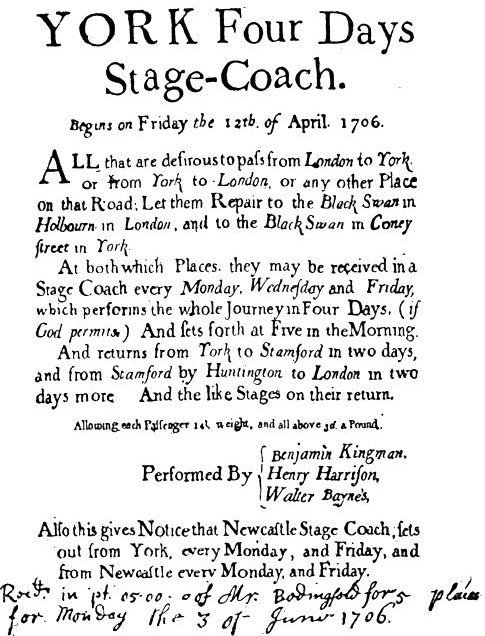 YORK Four Days
Stage-Coach.
Begins on Friday the 12th. of April. 1706.
ALL that are deſirous to paſs from London to York,
or from York to London, or any other Place
on that Road; Let them Repair to the Black Swan in
Holbourn in London, and to the Black Swan in Coney
ſtreet in York
At both which Places, they may be received in a
Stage Coach every Monday, Wedneſday and Friday,
which performs the whole Journey in Four Days, (if
God permits.) And ſets forth at Five in the Morning.
And returns from York to Stamford in two days,
and from Stamford by Huntington to London in two
days more And the like Stages on their return.
Allowing each Paſſenger 14l. weight, and all above 3d. a Pound.
Performed By
Benjamin Kingman.
Henry Harriſon,
Walter Bayne's,
Alſo this gives Notice that Newcaſtle Stage Coach, ſets
out from York, every Monday, and Friday, and
from Newcaſtle every Monday, and Friday.
in pt. 05.00.0 of Mr. Bodingfold for 5 places
for Monday the 3 of June 1706.